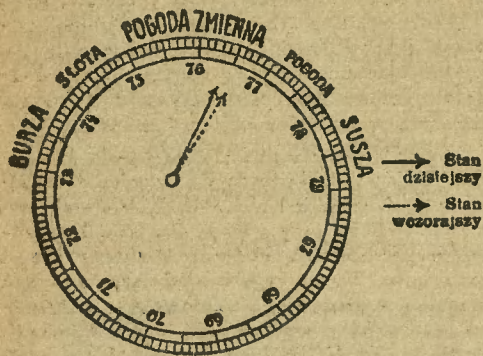 BURZA
SŁOTA
POGODA ZMIENNA
POGODA
SUSZA
72
73
74
75
76
77
78
79
69
70
71
Stan
dzisiejszy
Stan
wczorajszy